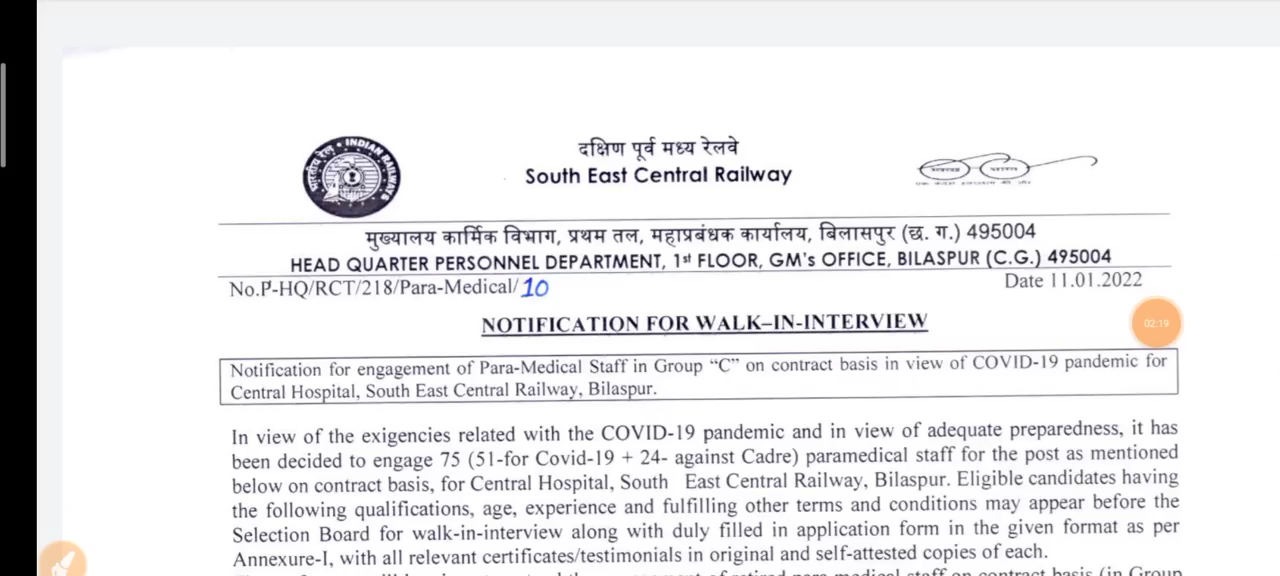 दक्षिण पूर्व मध्य रेलवे
South East Central Railway
मुख्यालय कार्मिक विभाग, प्रथम तल, महाप्रबंधक कार्यालय, बिलासपुर (छ. ग.) 495004
HEAD QUARTER PERSONNEL DEPARTMENT, 1st FLOOR, GM's OFFICE, BILASPUR (C.G.) 495004
No.P-HQ/RCT/218/Para-Medical/10 Date 11.01.2022
NOTIFICATION FOR WALK–IN-INTERVIEW
02:19
Notification for engagement of Para-Medical Staff in Group “C” on contract basis in view of COVID-19 pandemic for
Central Hospital, South East Central Railway, Bilaspur.
In view of the exigencies related with the COVID-19 pandemic and in view of adequate preparedness, it has
been decided to engage 75 (51-for Covid-19 + 24- against Cadre) paramedical staff for the post as mentioned
below on contract basis, for Central Hospital, South East Central Railway, Bilaspur. Eligible candidates having
the following qualifications, age, experience and fulfilling other terms and conditions may appear before the
Selection Board for walk-in-interview along with duly filled in application form in the given format as per
Annexure-I, with all relevant certificates/testimonials in original and self-attested copies of each.